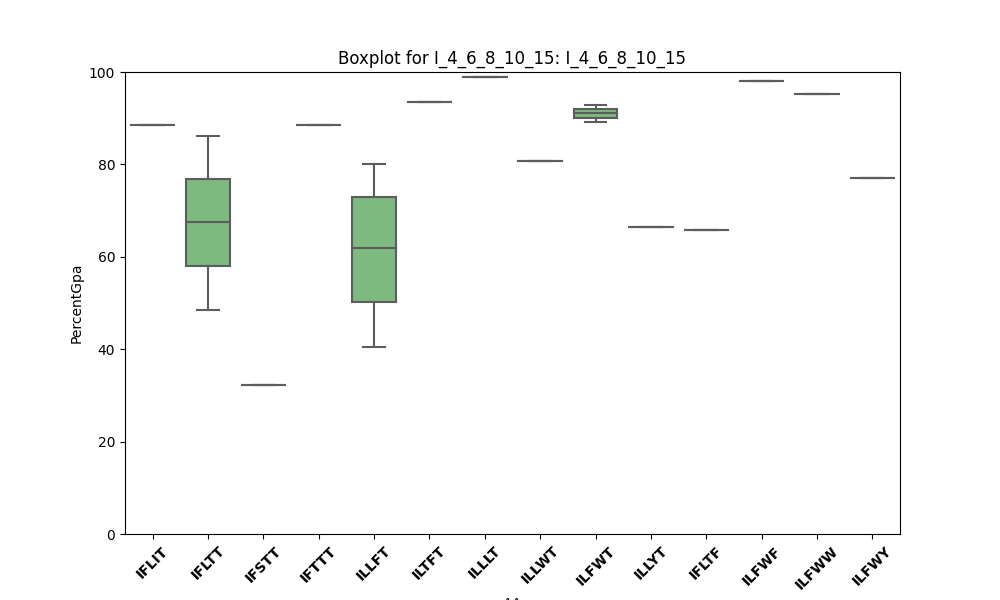 Boxplot for I_4_6_8_10_15: I_4_6_8_10_15
100
80
60
40
20
0
PercentGpa
IFLIT
IFLTT
IFSTT
IFTTT
ILLFT
ILTFT
ILLLT
ILLWT
ILFWT
ILLYT
IFLTF
ILFWF
ILFWW
ILFWY